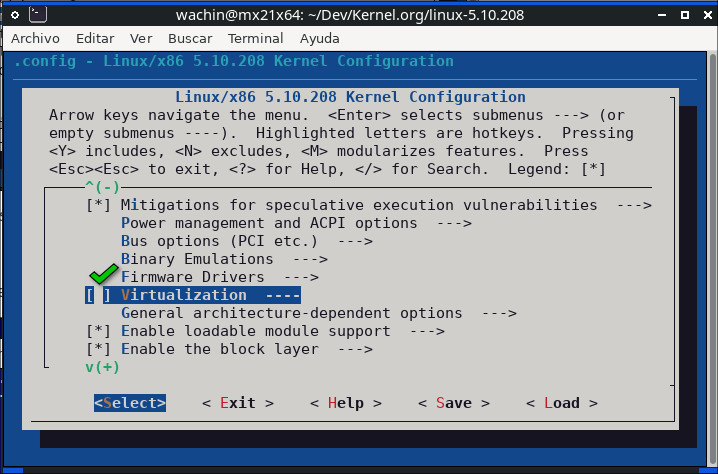 wachin@mx21x64: ~/Dev/Kernel.org/linux-5.10.208
Archivo Editar Ver Buscar Terminal Ayuda
.config - Linux/x86 5.10.208 Kernel Configuration
Linux/x86 5.10.208 Kernel Configuration
Arrow keys navigate the menu. <Enter> selects submenus ---> (or
empty submenus ----). Highlighted letters are hotkeys. Pressing
<Y> includes, <N> excludes, <M> modularizes features. Press
<Esc><Esc> to exit, <?> for Help, </> for Search. Legend: [*]
^(-)
[*] Mitigations for speculative execution vulnerabilities --->
Power management and ACPI options --->
Bus options (PCI etc.) --->
Binary Emulations --->
Firmware Drivers --->
[ ] Virtualization ----
General architecture-dependent options --->
[*] Enable loadable module support --->
[*] Enable the block layer --->
v(+)
<Select> < Exit > < Help > < Save > < Load >